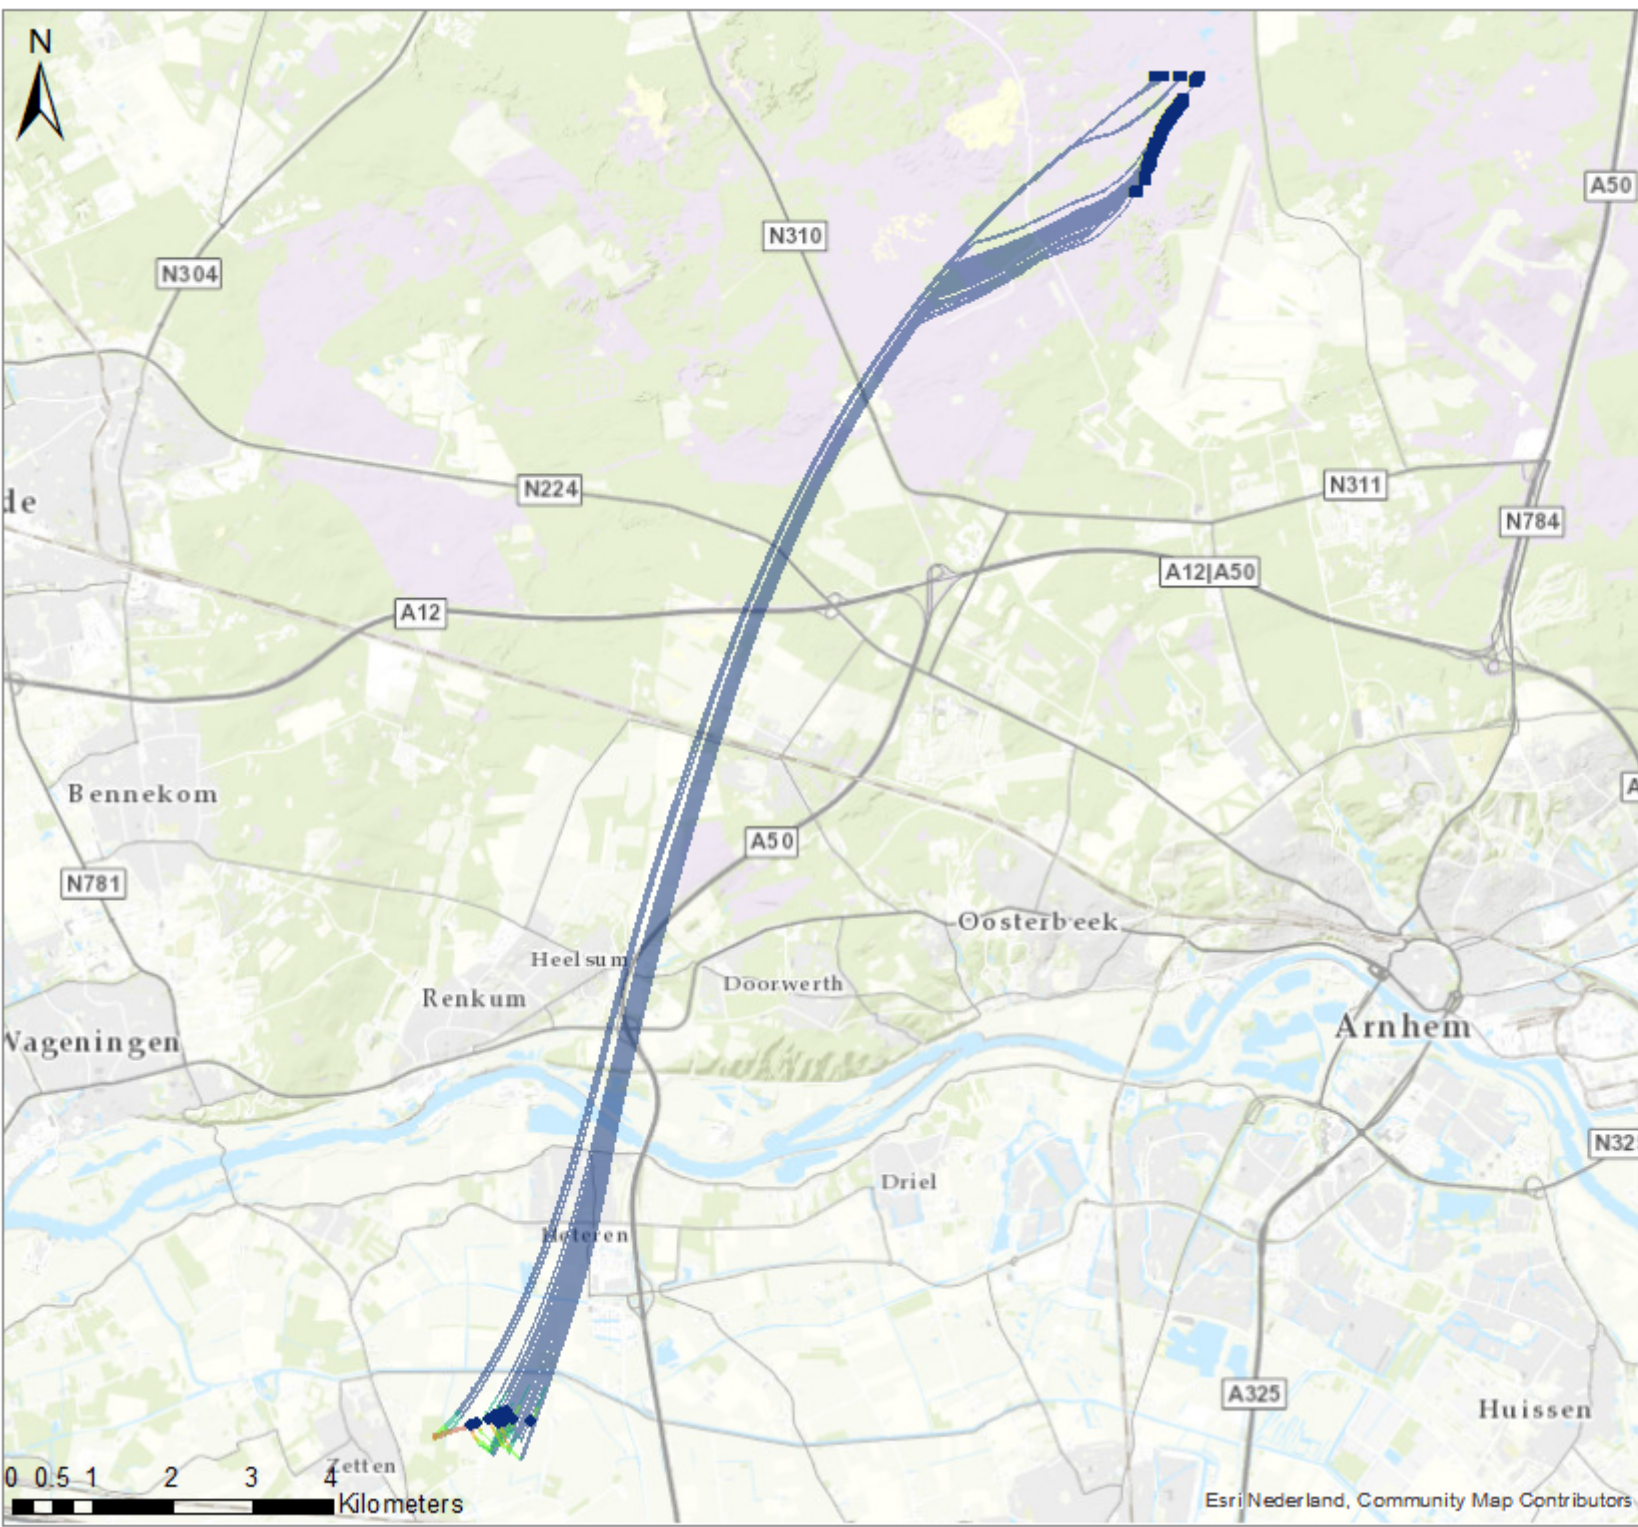 N
A50
N310
N304
de
N224
N311
N784
A12|A50
A12
Bennekom
A
A50
N781
Oosterbeek
Heelsum
Doorwerth
Renkum
Arnhem
Wageningen
N32
Driel
Heteren
A325
Huissen
Zetten
0 0.5 1 2 3 4
Kilometers
Esri Nederland, Community Map Contributors